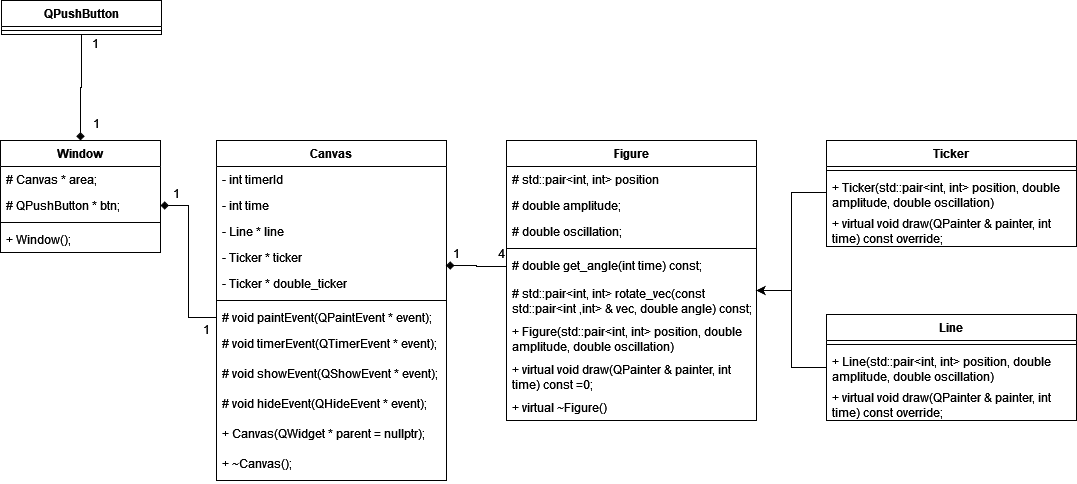 QPushButton
1
1
Window
# Canvas * area;
# QPushButton * btn;
+ Window();
1
1
Canvas
- int timerId
- int time
- Line * line
- Ticker * ticker
- Ticker * double_ticker
# void paintEvent(QPaintEvent * event);
# void timerEvent(QTimerEvent * event);
# void showEvent(QShowEvent * event);
# void hideEvent(QHideEvent * event);
+ Canvas(QWidget * parent = nullptr);
+ ~Canvas();
1
4
Figure
# std::pair<int, int> position
# double amplitude;
# double oscillation;
# double get_angle(int time) const;
# std::pair<int, int> rotate_vec(const
std::pair<int ,int> & vec, double angle) const;
+ Figure(std::pair<int, int> position, double
amplitude, double oscillation)
+ virtual void draw(QPainter & painter, int
time) const =0;
+ virtual ~Figure()
Ticker
+ Ticker(std::pair<int, int> position, double
amplitude, double oscillation)
+ virtual void draw(QPainter & painter, int
time) const override;
Line
+ Line(std::pair<int, int> position, double
amplitude, double oscillation)
+ virtual void draw(QPainter & painter, int
time) const override;